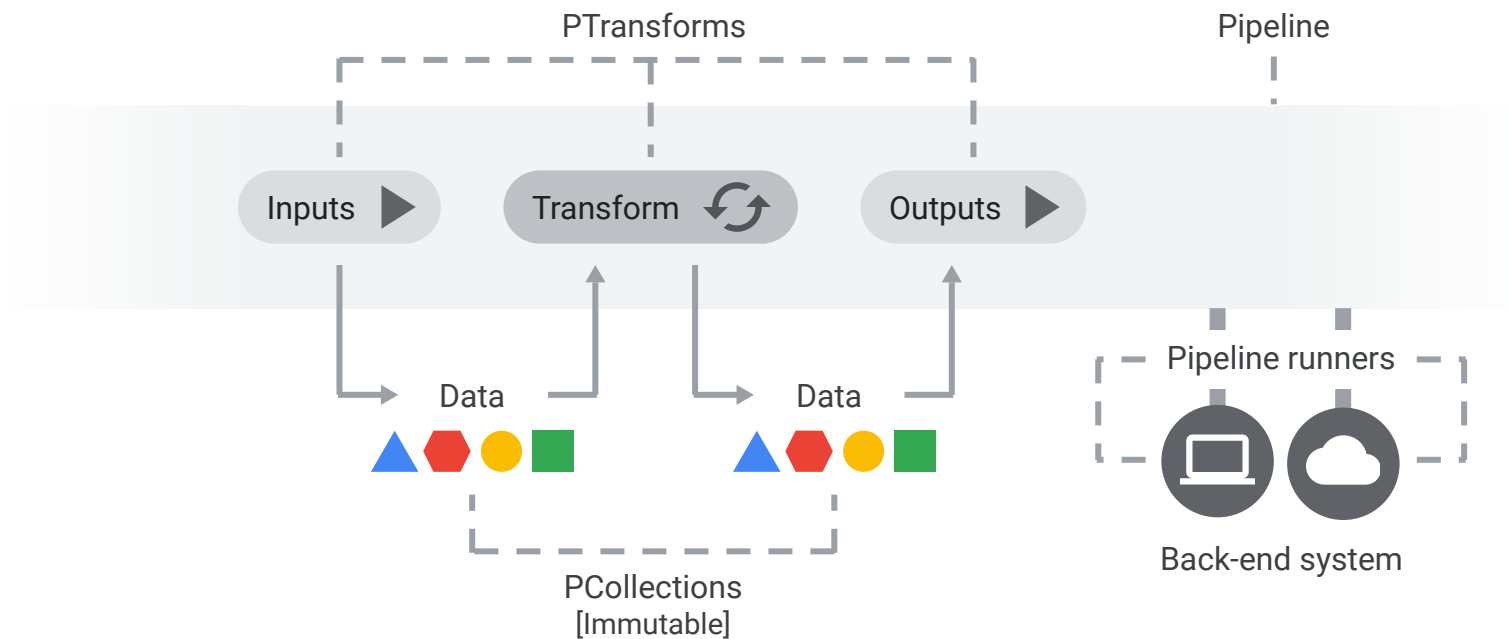 PTransforms
Pipeline
Inputs
Transform
Outputs
Pipeline runners
Data
Data
Back-end system
PCollections
[Immutable]